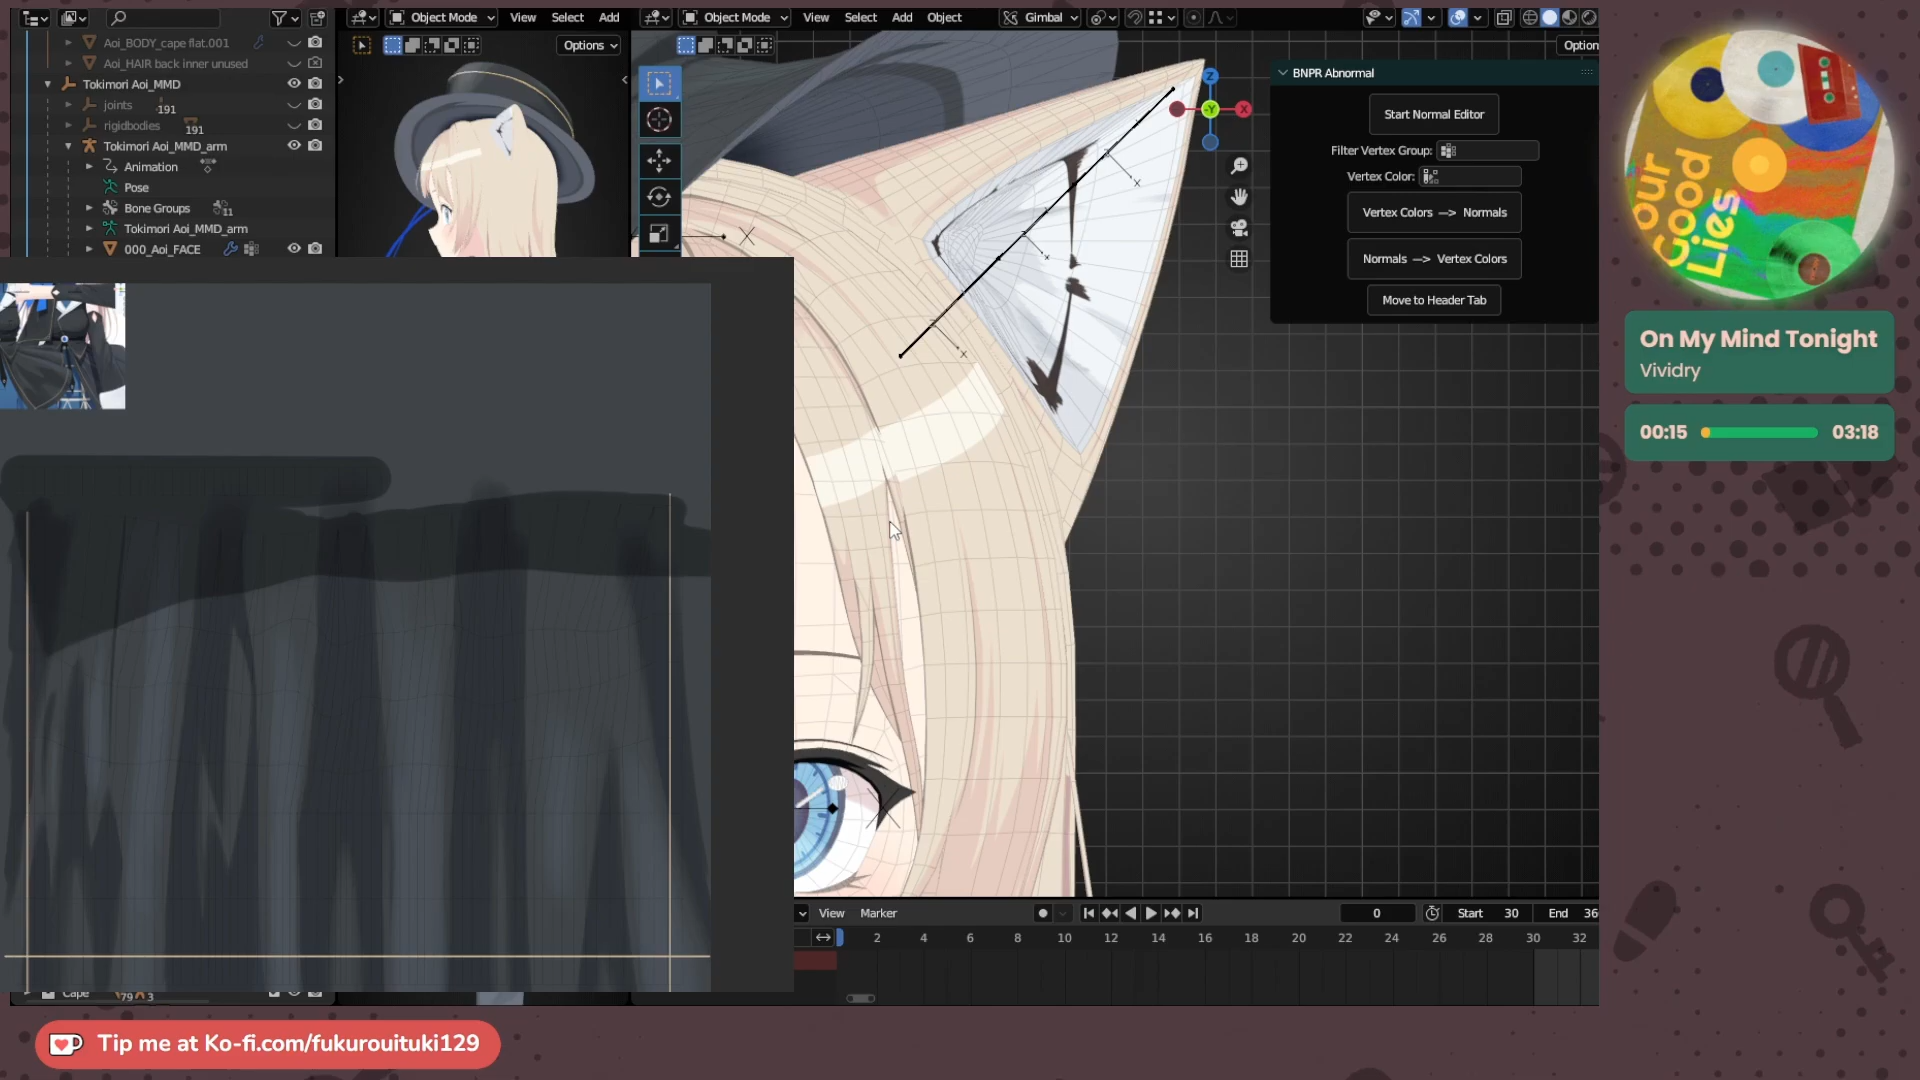 Object Mode
View
Select
Add
Object Mode
View
Select
Add
Object
Gimbal
Options
Option
Aoi_BODY_cape flat.001
Aoi_HAIR back inner unused
Tokimori Aoi_MMD
joints
191
rigidbodies
191
Tokimori Aoi_MMD_arm
Animation
Pose
Bone Groups
11
Tokimori Aoi_MMD_arm
000_Aoi_FACE
Z
-Y
X
BNPR Abnormal
Start Normal Editor
Filter Vertex Group:
Vertex Color:
Vertex Colors —> Normals
Normals —> Vertex Colors
Move to Header Tab
our
Good
Lies
On My Mind Tonight
Vividry
00:15
03:18
View
Marker
0
Start
30
End
36
2
4
6
8
10
12
14
16
18
20
22
24
26
28
30
32
Cape
79
3
Tip me at Ko-fi.com/fukurouituki129